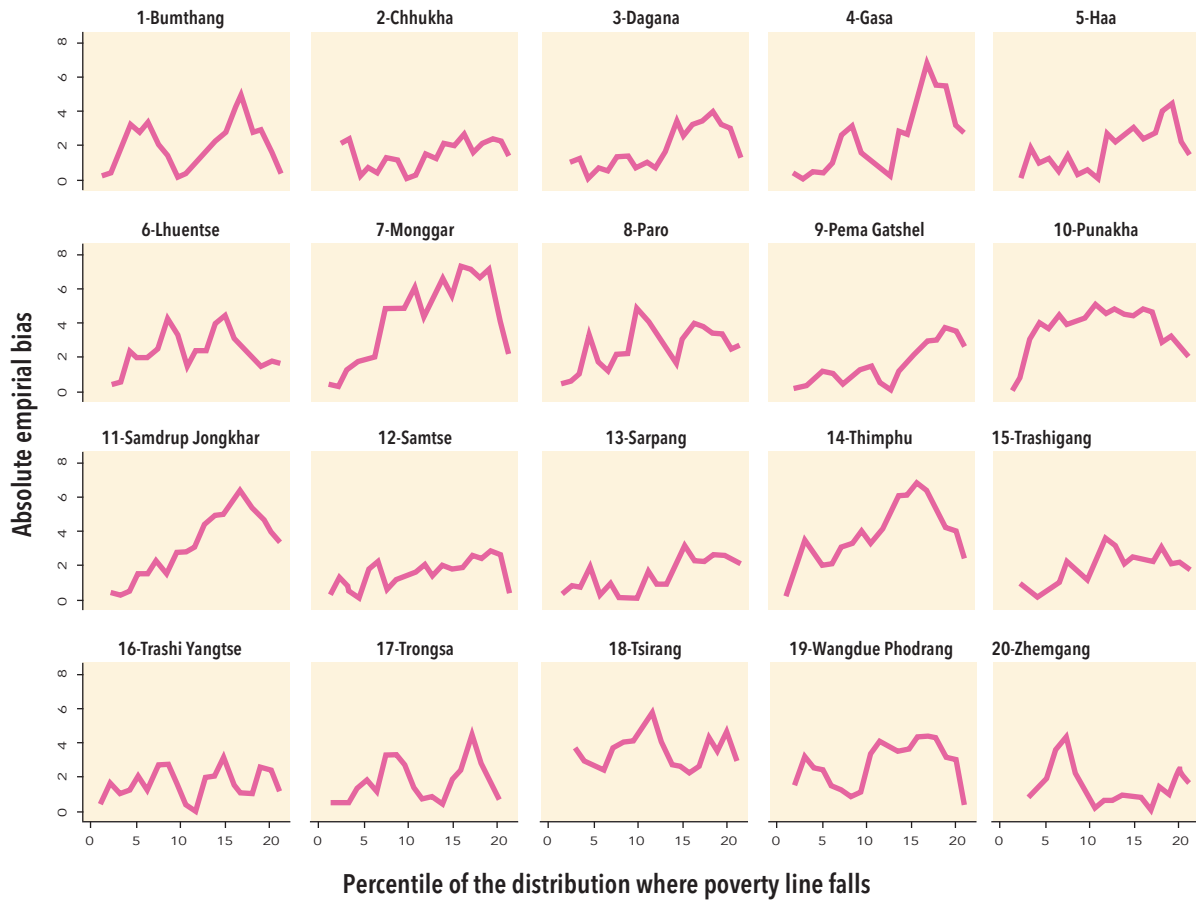 1-Bumthang 2-Chhukha 3-Dagana 4-Gasa 5-Haa
8
6
4
2
0
6-Lhuentse 7-Monggar 8-Paro 9-Pema Gatshel 10-Punakha
8
6
4
2
0
11-Samdrup Jongkhar 12-Samtse 13-Sarpang 14-Thimphu 15-Trashigang
8
6
4
2
0
16-Trashi Yangtse 17-Trongsa 18-Tsirang 19-Wangdue Phodrang 20-Zhemgang
8
6
4
2
0
Absolute empirial bias
0 5 10 15 20 0 5 10 15 20 0 5 10 15 20 0 5 10 15 20 0 5 10 15 20
Percentile of the distribution where poverty line falls